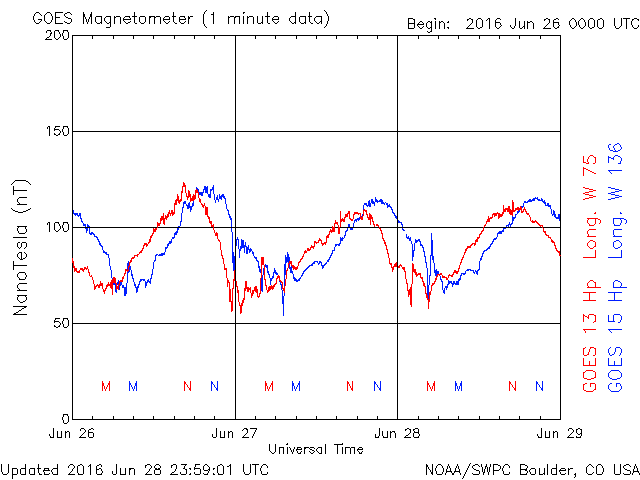 GOES Magnetometer (1 minute data)
Begin: 2016 Jun 26 0000 UTC
200
150
100
50
0
NanoTesla (nT)
M M N N M M N N M M N N
Jun 26 Jun 27 Jun 28 Jun 29
Universal Time
GOES 13 Hp Long. W 75
GOES 15 Hp Long. W 136
Updated 2016 Jun 28 23:59:01 UTC
NOAA/SWPC Boulder, CO USA